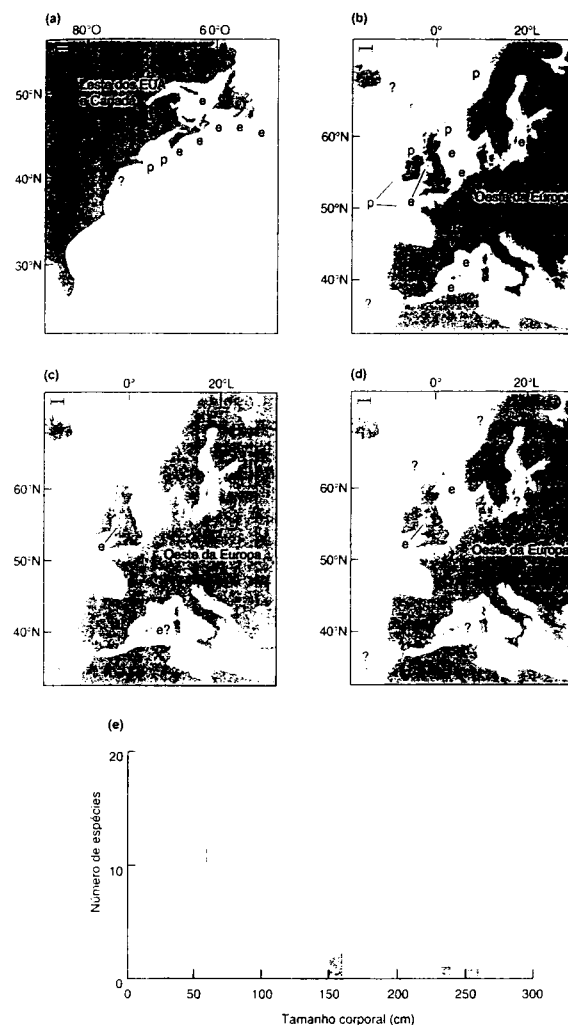 (a)
80°O 60°O
50°N
40°N
30°N
Leste dos EUA
e Canadá
e
e e e e
e
p p
?
(b)
0° 20°L
60°N
50°N
40°N
Oeste da Europa
p
?
p
p e
e
p e
e
e
e
?
(c)
0° 20°L
60°N
50°N
40°N
Oeste da Europa
e
e?
(d)
0° 20°L
60°N
50°N
40°N
Oeste da Europa
?
?
e
e
?
?
(e)
Número de espécies
20
10
0
0 50 100 150 200 250 300
Tamanho corporal (cm)